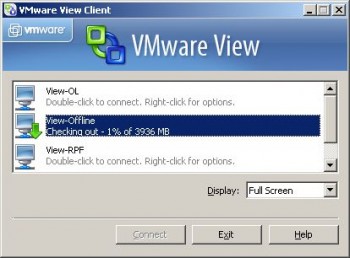 VMware View Client
vmware
VMware View
View-OL
Double-click to connect. Right-click for options.
View-Offline
Checking out - 1% of 3936 MB
View-RPF
Double-click to connect. Right-click for options.
Display: Full Screen
Connect Exit Help